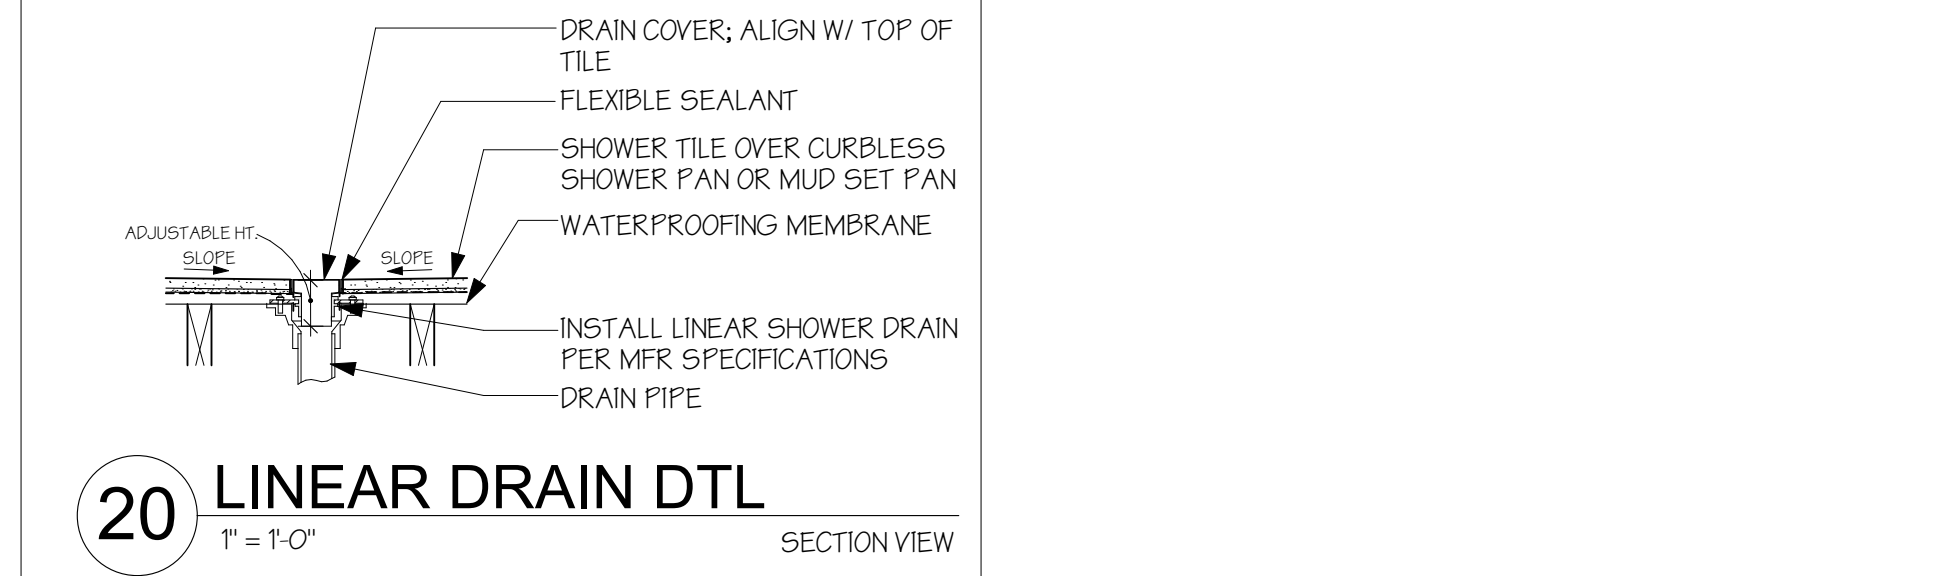 DRAIN COVER; ALIGN W/ TOP OF
TILE
FLEXIBLE SEALANT
SHOWER TILE OVER CURBLESS
SHOWER PAN OR MUD SET PAN
WATERPROOFING MEMBRANE
ADJUSTABLE HT.
SLOPE
SLOPE
INSTALL LINEAR SHOWER DRAIN
PER MFR SPECIFICATIONS
DRAIN PIPE
20
LINEAR DRAIN DTL
1" = 1'-0"
SECTION VIEW